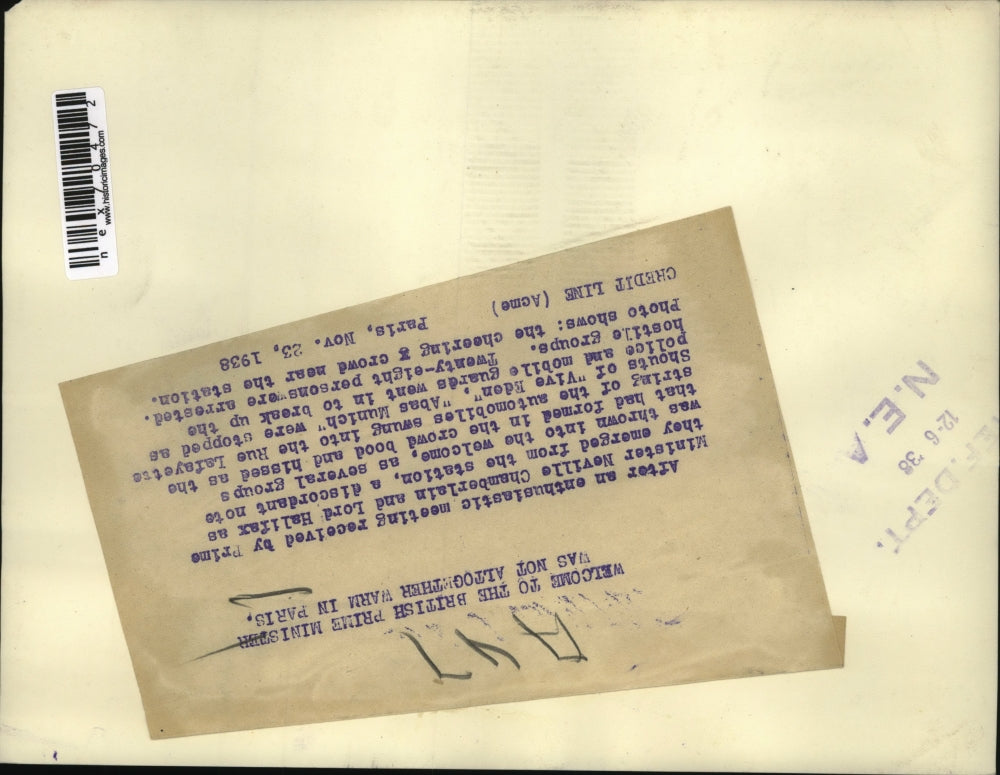 WELCOME TO THE BRITISH PRIME MINISTER
WAS NOT ALTOGETHER WARM IN PARIS.
After an enthusiastic meeting received by Prime
Minister Neville Chamberlain and Lord Halifax as
they emerged from the station, a discordant note
was thrown into the welcome, as several groups
that had formed in the crowd bood and hissed as the
string of the automobiles swung into the Rue Lafayette
Shouts of "Vive Eden". "Abas Munich" were stopped as
police and mobile guards went in to break up the
hostile groups. Twenty-eight persons were arrested.
Photo shows: the cheering crowd near the station.
Paris, Nov. 23, 1938
CREDIT LINE (Acme)
N.E.A
12 6 '38
EF. DEPT.
www.historicimages.com
nex70472